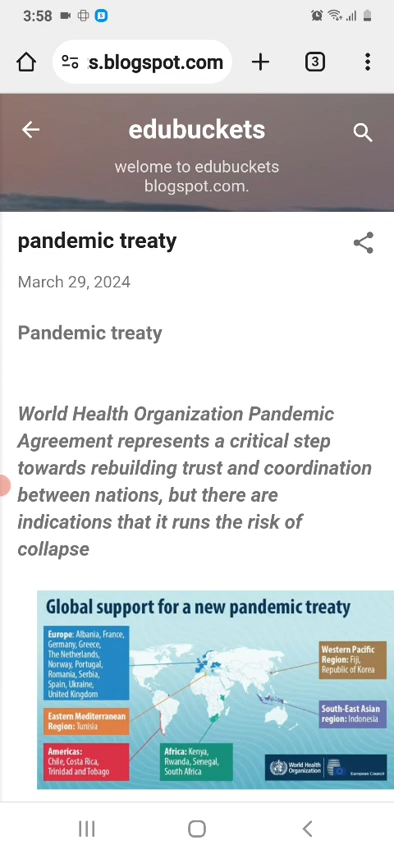 3:58
s.blogspot.com
3
edubuckets
welome to edubuckets
blogspot.com.
pandemic treaty
March 29, 2024
Pandemic treaty
World Health Organization Pandemic
Agreement represents a critical step
towards rebuilding trust and coordination
between nations, but there are
indications that it runs the risk of
collapse
Global support for a new pandemic treaty
Europe: Albania, France,
Germany, Greece,
The Netherlands,
Norway, Portugal,
Romania, Serbia,
Spain, Ukraine,
United Kingdom
Western Pacific
Region: Fiji,
Republic of Korea
Eastern Mediterranean
Region: Tunisia
South-East Asian
region: Indonesia
Americas:
Chile, Costa Rica,
Trinidad and Tobago
Africa: Kenya,
Rwanda, Senegal,
South Africa
World Health
Organization
European Council